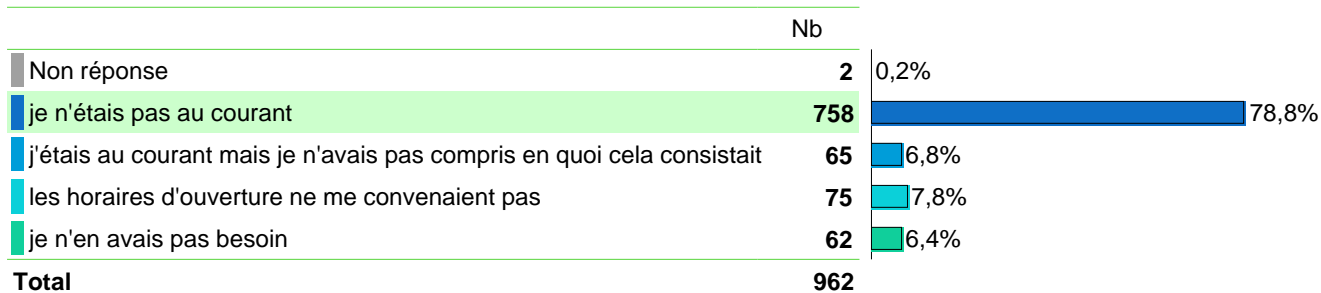 Nb
Non réponse 2 0,2%
je n'étais pas au courant 758 78,8%
j'étais au courant mais je n'avais pas compris en quoi cela consistait 65 6,8%
les horaires d'ouverture ne me convenaient pas 75 7,8%
je n'en avais pas besoin 62 6,4%
Total 962